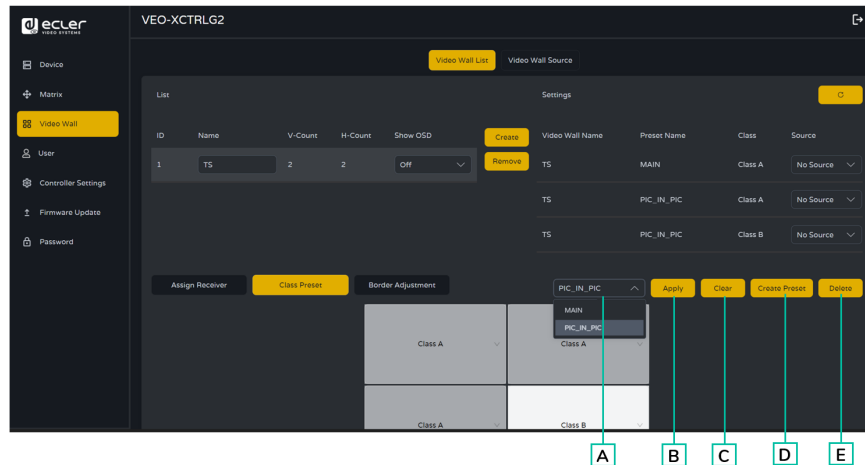 ecler
VIDEO SYSTEMS
VEO-XCTRLG2
Device
Matrix
Video Wall
User
Controller Settings
Firmware Update
Password
Video Wall List
Video Wall Source
List
ID Name V-Count H-Count Show OSD
Create
1 TS 2 2 Off
Remove
Settings
Video Wall Name Preset Name Class Source
TS MAIN Class A No Source
TS PIC_IN_PIC Class A No Source
TS PIC_IN_PIC Class B No Source
Assign Receiver Class Preset Border Adjustment
PIC_IN_PIC Apply Clear Create Preset Delete
MAIN
PIC_IN_PIC
Class A Class A
Class A Class B
A B C D E